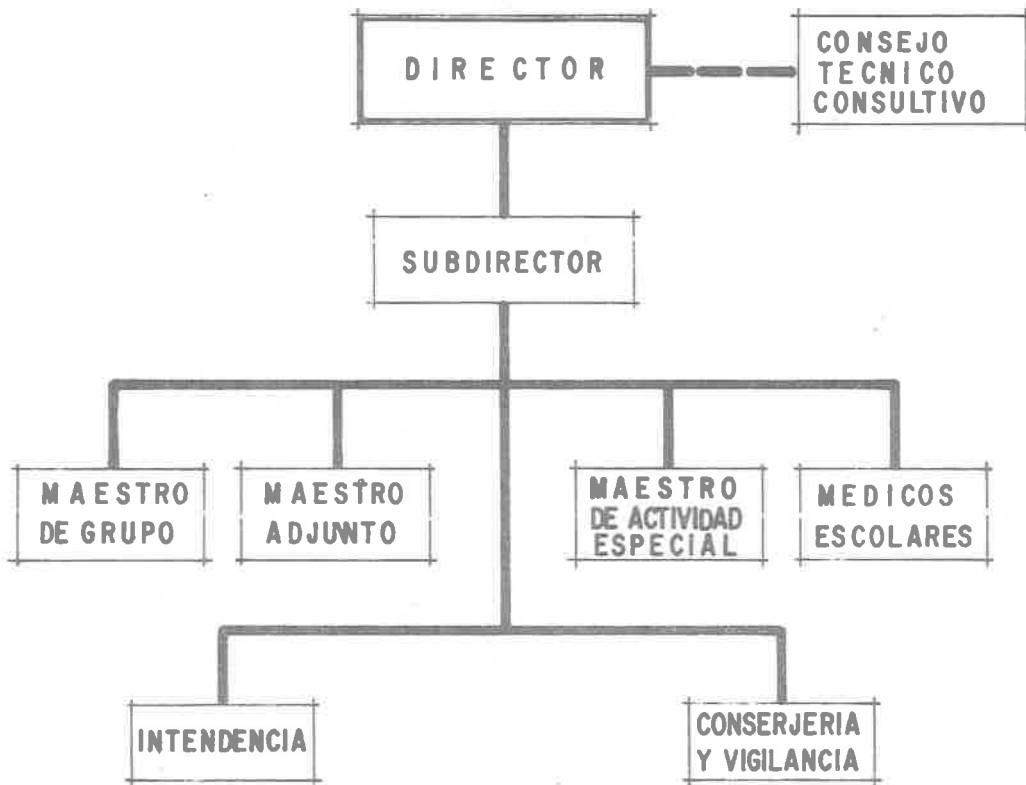 DIRECTOR
CONSEJO
TECNICO
CONSULTIVO
SUBDIRECTOR
MAESTRO
DE GRUPO
MAESTRO
ADJUNTO
MAESTRO
DE ACTIVIDAD
ESPECIAL
MEDICOS
ESCOLARES
INTENDENCIA
CONSERJERIA
Y VIGILANCIA